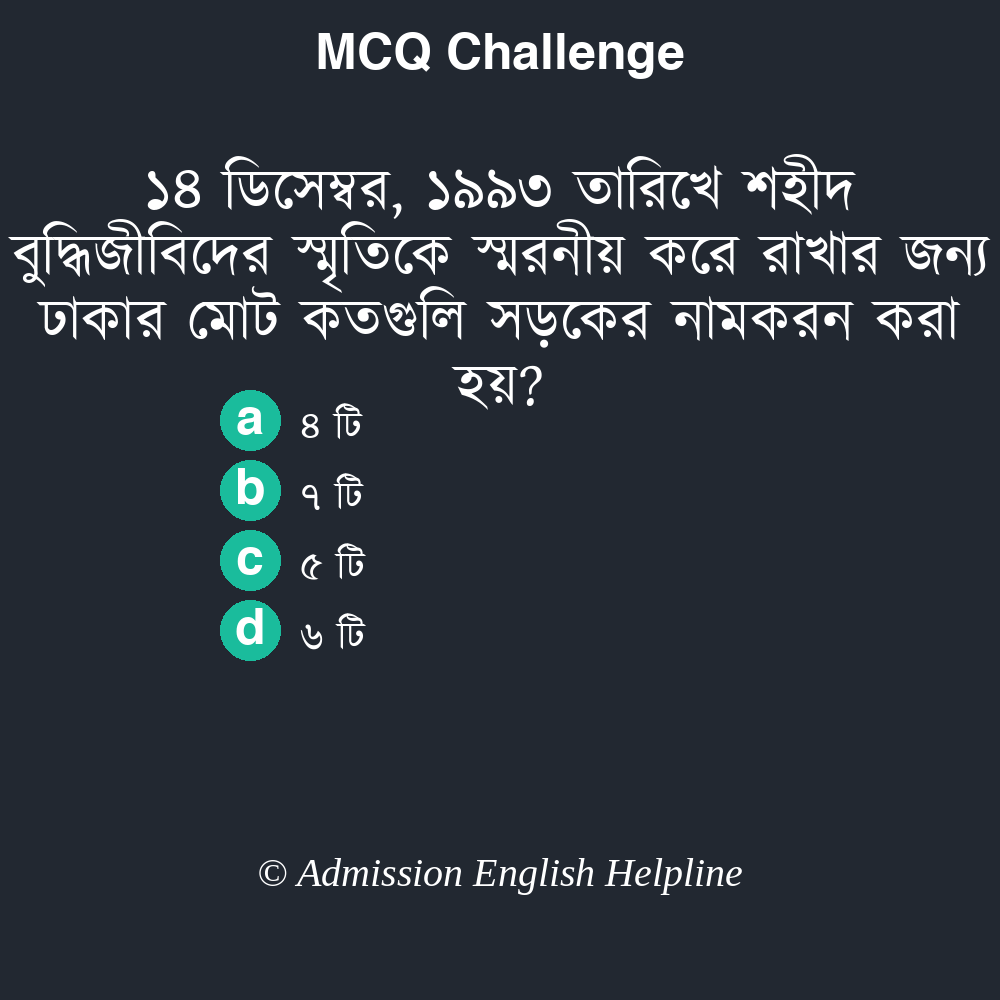 MCQ Challenge
১৪ ডিসেম্বর, ১৯৯৩ তারিখে শহীদ
বুদ্ধিজীবিদের স্মৃতিকে স্মরনীয় করে রাখার জন্য
ঢাকার মোট কতগুলি সড়কের নামকরন করা
হয়?
a ৪ টি
b ৭ টি
c ৫ টি
d ৬ টি
© Admission English Helpline